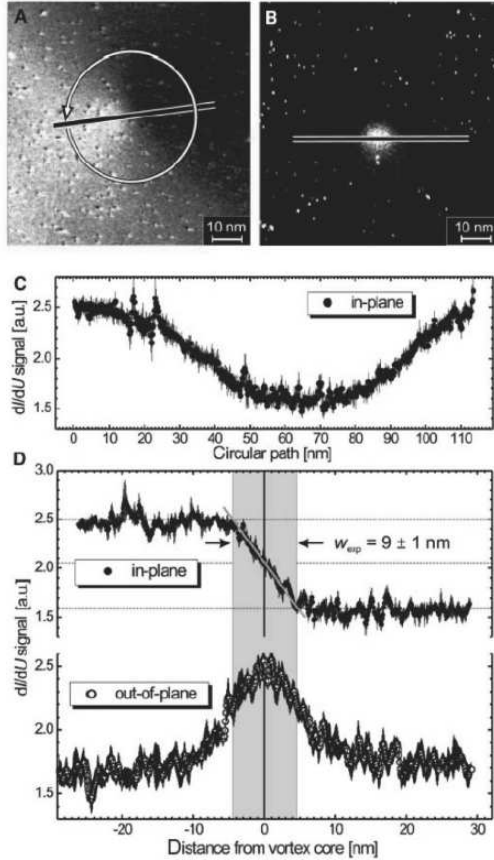 A
B
10 nm
10 nm
C
dI/dU signal [a.u.]
2.5
2.0
1.5
in-plane
0 10 20 30 40 50 60 70 80 90 100 110
Circular path [nm]
D
dI/dU signal [a.u.]
3.0
2.5
2.0
1.5
w_exp = 9 ± 1 nm
in-plane
2.5
2.0
1.5
out-of-plane
-20 -10 0 10 20 30
Distance from vortex core [nm]